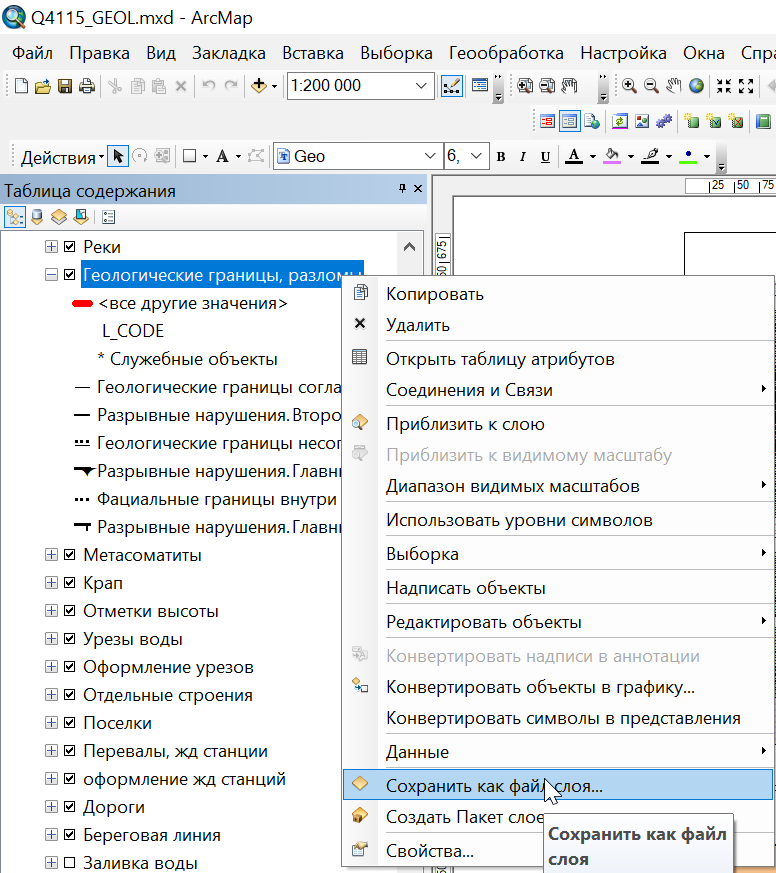 Q4115_GEOL.mxd - ArcMap
Файл Правка Вид Закладка Вставка Выборка Геообработка Настройка Окна Спра
1:200 000
Действия Geo 6, B I U A
Таблица содержания
25 50 75
675
50
Реки
Геологические границы, разломы
<все другие значения>
L_CODE
* Служебные объекты
Геологические границы согла
Разрывные нарушения. Второ
Геологические границы несог
Разрывные нарушения. Главн
Фациальные границы внутри
Разрывные нарушения. Главн
Метасоматиты
Крап
Отметки высоты
Урезы воды
Оформление урезов
Отдельные строения
Поселки
Перевалы, жд станции
оформление жд станций
Дороги
Береговая линия
Заливка воды
Копировать
Удалить
Открыть таблицу атрибутов
Соединения и Связи
Приблизить к слою
Приблизить к видимому масштабу
Диапазон видимых масштабов
Использовать уровни символов
Выборка
Надписать объекты
Редактировать объекты
Конвертировать надписи в аннотации
Конвертировать объекты в графику...
Конвертировать символы в представления
Данные
Сохранить как файл слоя...
Создать Пакет слое
Свойства...
Сохранить как файл
слоя